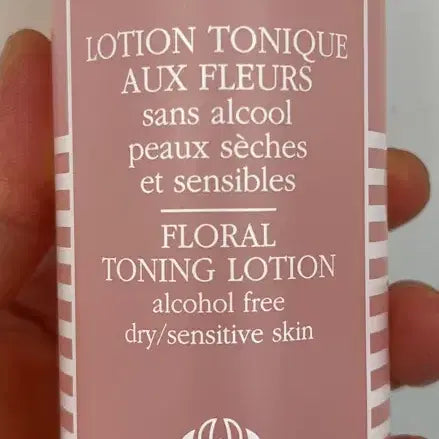 LOTION TONIQUE
AUX FLEURS
sans alcool
peaux sèches
et sensibles
FLORAL
TONING LOTION
alcohol free
dry/sensitive skin